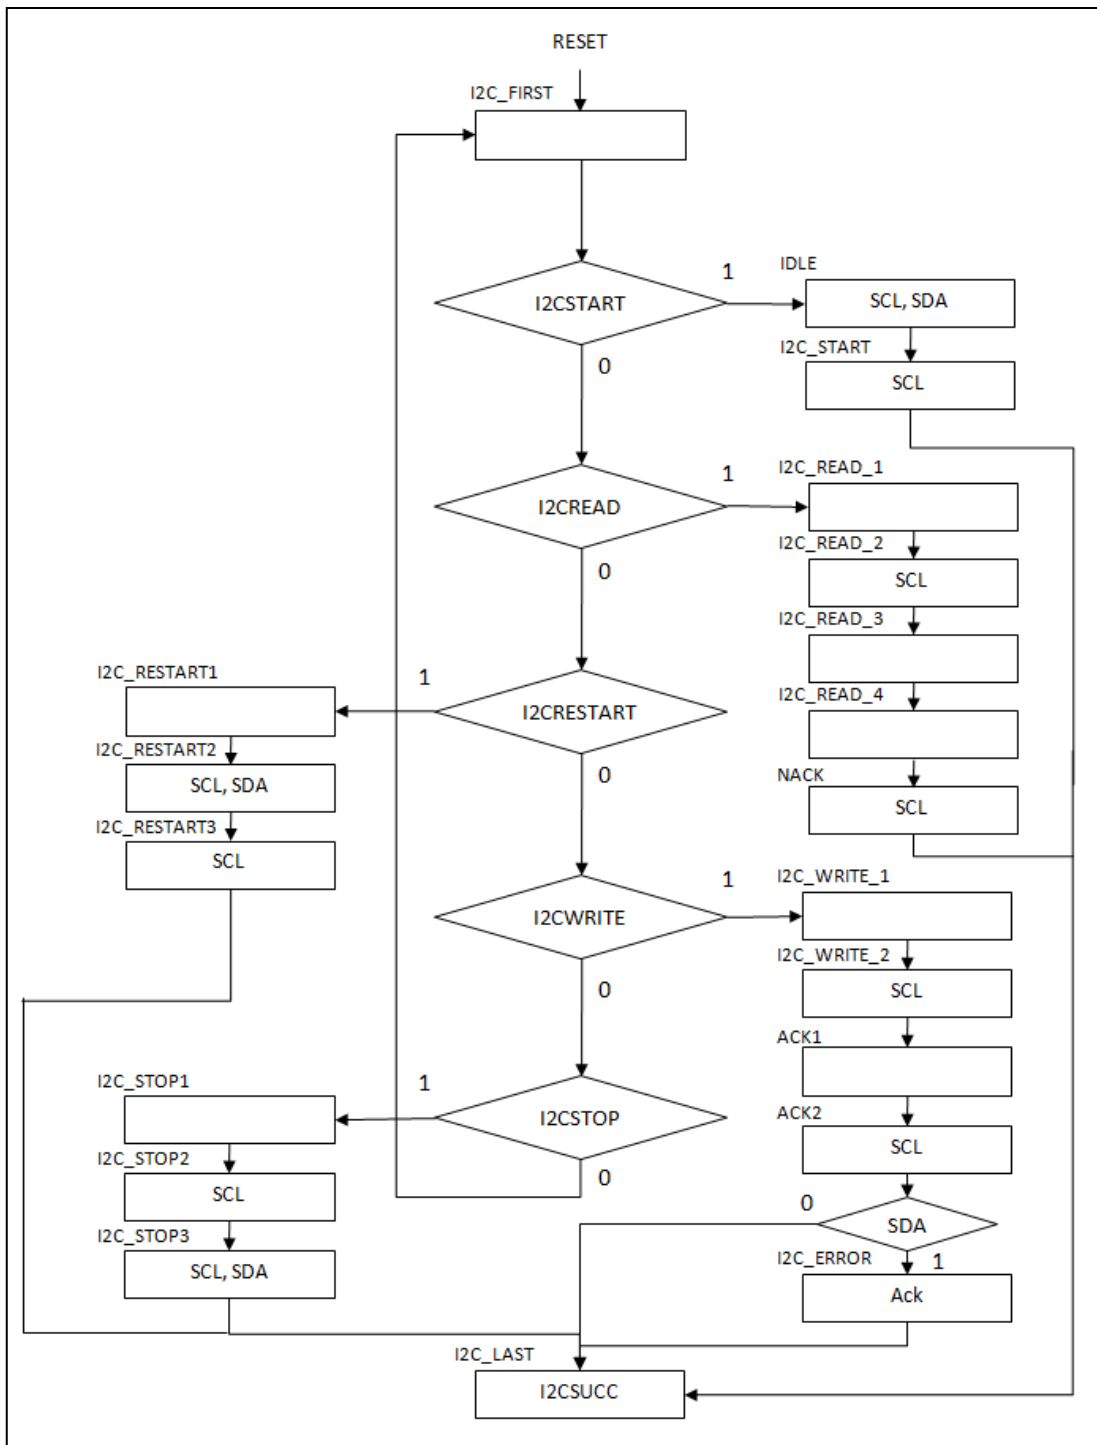 RESET
I2C_FIRST
I2CSTART
1
0
IDLE
SCL, SDA
I2C_START
SCL
I2CREAD
1
0
I2C_READ_1
I2C_READ_2
SCL
I2C_READ_3
I2C_READ_4
NACK
SCL
I2CRESTART
1
0
I2C_RESTART1
I2C_RESTART2
SCL, SDA
I2C_RESTART3
SCL
I2CWRITE
1
0
I2C_WRITE_1
I2C_WRITE_2
SCL
ACK1
ACK2
SCL
SDA
0
1
I2C_ERROR
Ack
I2CSTOP
1
0
I2C_STOP1
I2C_STOP2
SCL
I2C_STOP3
SCL, SDA
I2C_LAST
I2CSUCC